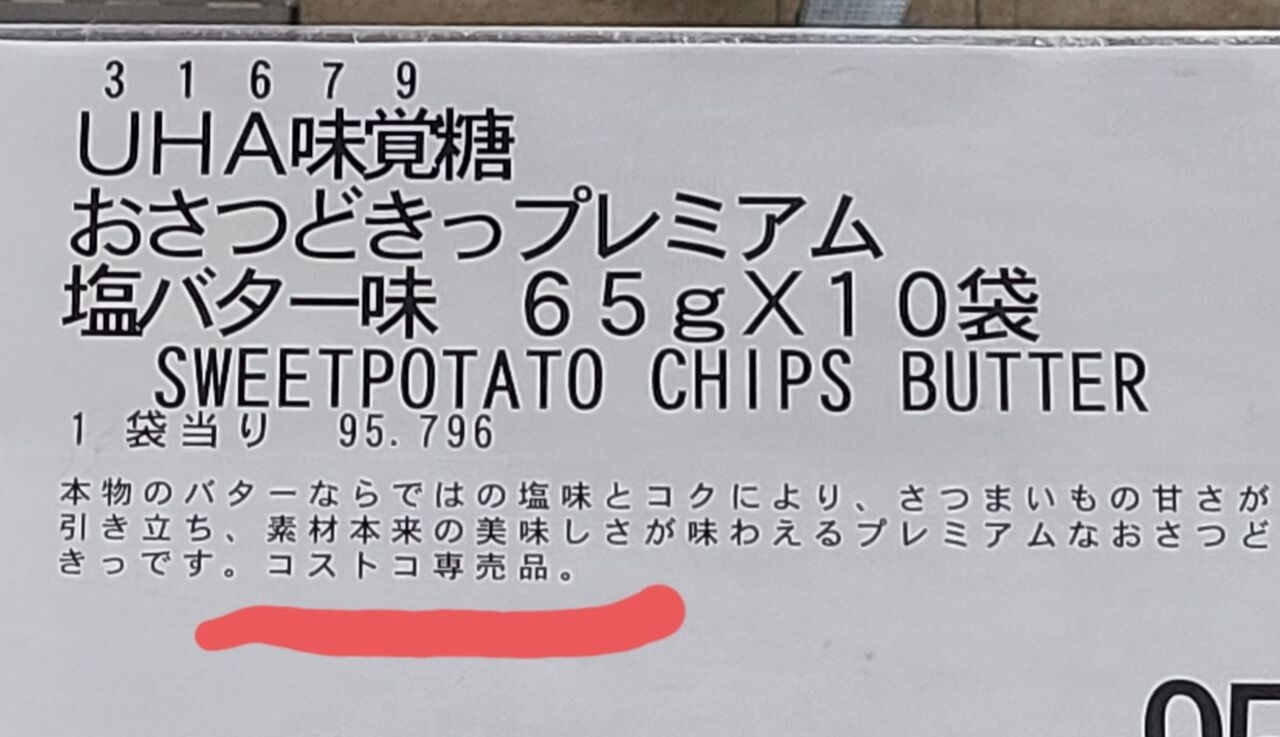 31679
UHA味覚糖
おさつどきっプレミアム
塩バター味 65gX10袋
SWEETPOTATO CHIPS BUTTER
1 袋当り 95.796
本物のバターならではの塩味とコクにより、さつまいもの甘さが
引き立ち、素材本来の美味しさが味わえるプレミアムなおさつど
きっです。コストコ専売品。